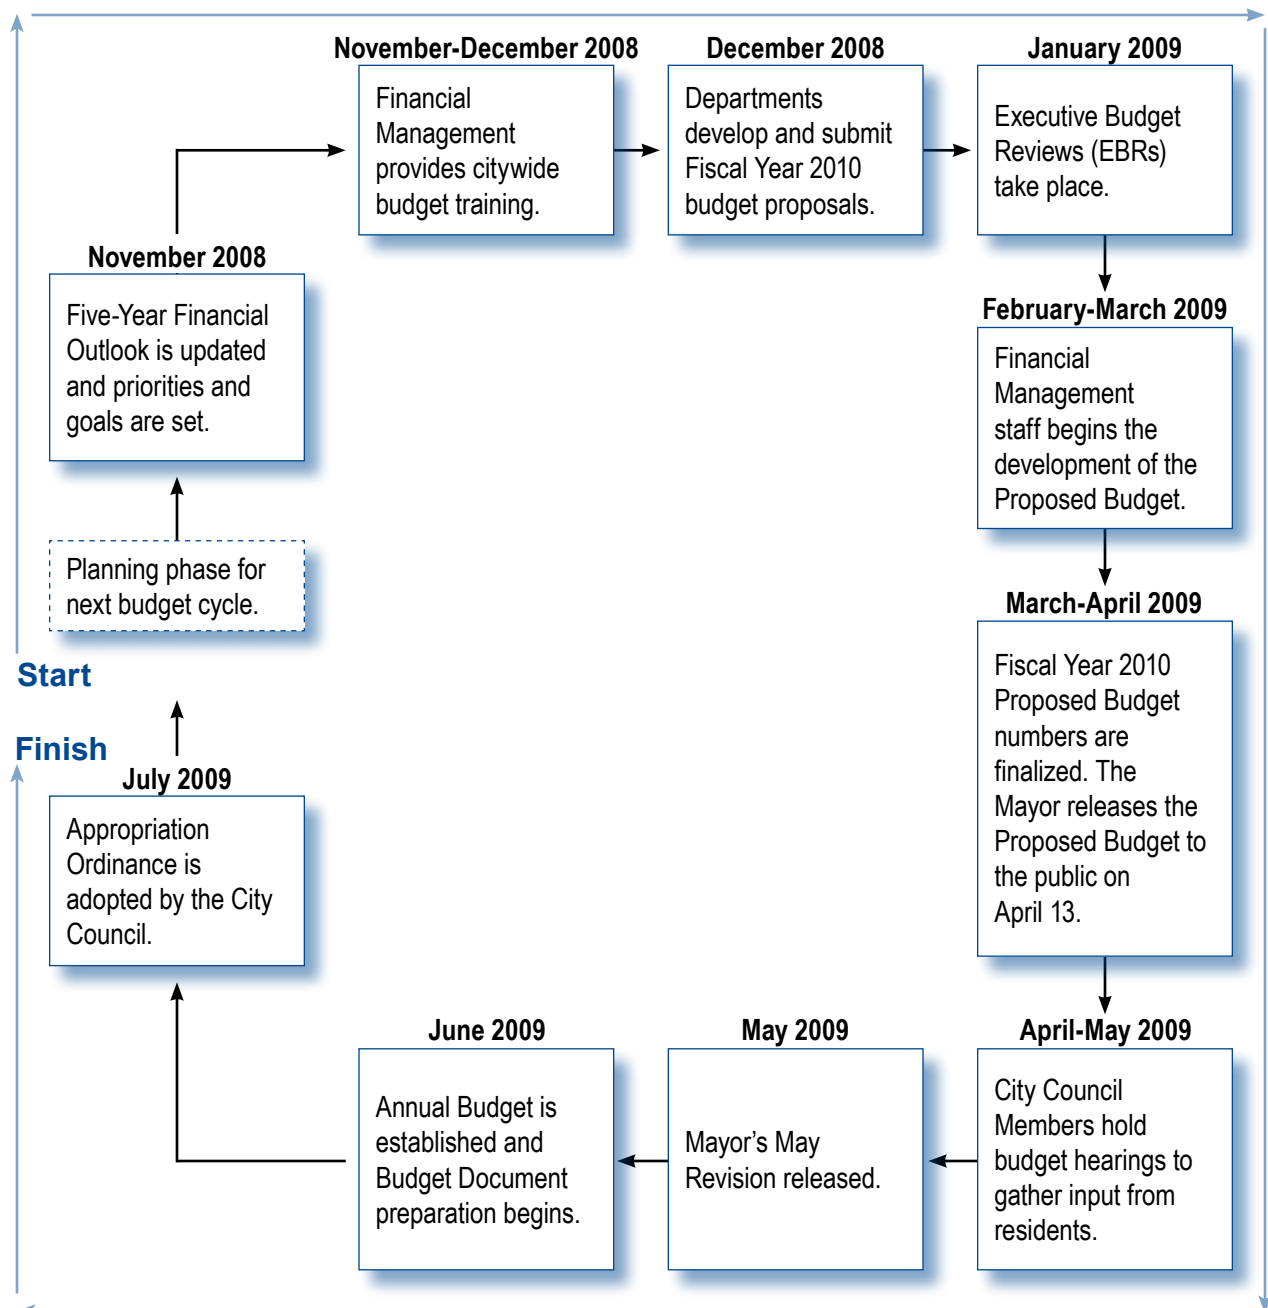 November-December 2008
Financial
Management
provides citywide
budget training.
December 2008
Departments
develop and submit
Fiscal Year 2010
budget proposals.
January 2009
Executive Budget
Reviews (EBRs)
take place.
November 2008
Five-Year Financial
Outlook is updated
and priorities and
goals are set.
February-March 2009
Financial
Management
staff begins the
development of the
Proposed Budget.
Planning phase for
next budget cycle.
Start
March-April 2009
Fiscal Year 2010
Proposed Budget
numbers are
finalized. The
Mayor releases the
Proposed Budget to
the public on
April 13.
Finish
July 2009
Appropriation
Ordinance is
adopted by the City
Council.
June 2009
Annual Budget is
established and
Budget Document
preparation begins.
May 2009
Mayor’s May
Revision released.
April-May 2009
City Council
Members hold
budget hearings to
gather input from
residents.